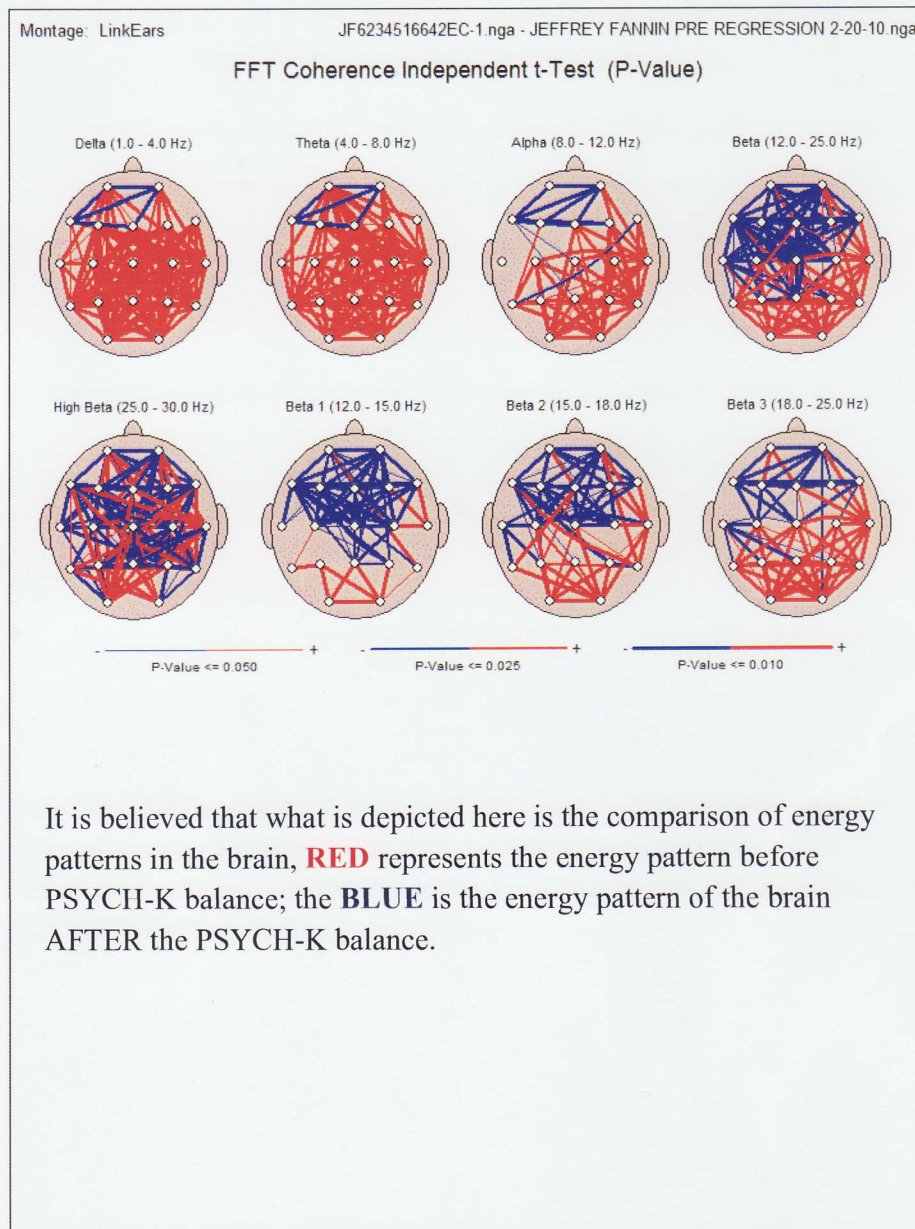 Montage: LinkEars JF6234516642EC-1.nga - JEFFREY FANNIN PRE REGRESSION 2-20-10.nga
FFT Coherence Independent t-Test (P-Value)
Delta (1.0 - 4.0 Hz) Theta (4.0 - 8.0 Hz) Alpha (8.0 - 12.0 Hz) Beta (12.0 - 25.0 Hz)
High Beta (25.0 - 30.0 Hz) Beta 1 (12.0 - 15.0 Hz) Beta 2 (15.0 - 18.0 Hz) Beta 3 (18.0 - 25.0 Hz)
- + - + - +
P-Value <= 0.050 P-Value <= 0.025 P-Value <= 0.010
It is believed that what is depicted here is the comparison of energy
patterns in the brain, RED represents the energy pattern before
PSYCH-K balance; the BLUE is the energy pattern of the brain
AFTER the PSYCH-K balance.